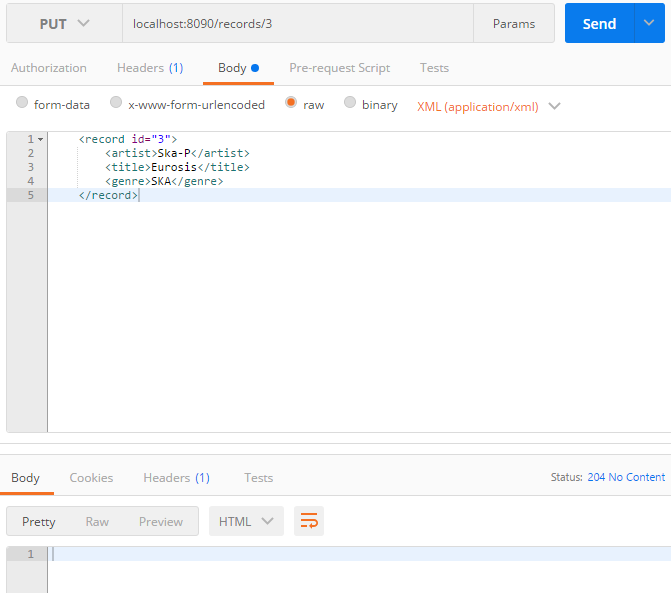 PUT localhost:8090/records/3 Params Send
Authorization Headers (1) Body Pre-request Script Tests
form-data x-www-form-urlencoded raw binary XML (application/xml)
1 <record id="3">
2 <artist>Ska-P</artist>
3 <title>Eurosis</title>
4 <genre>SKA</genre>
5 </record>
Body Cookies Headers (1) Tests Status: 204 No Content
Pretty Raw Preview HTML
1